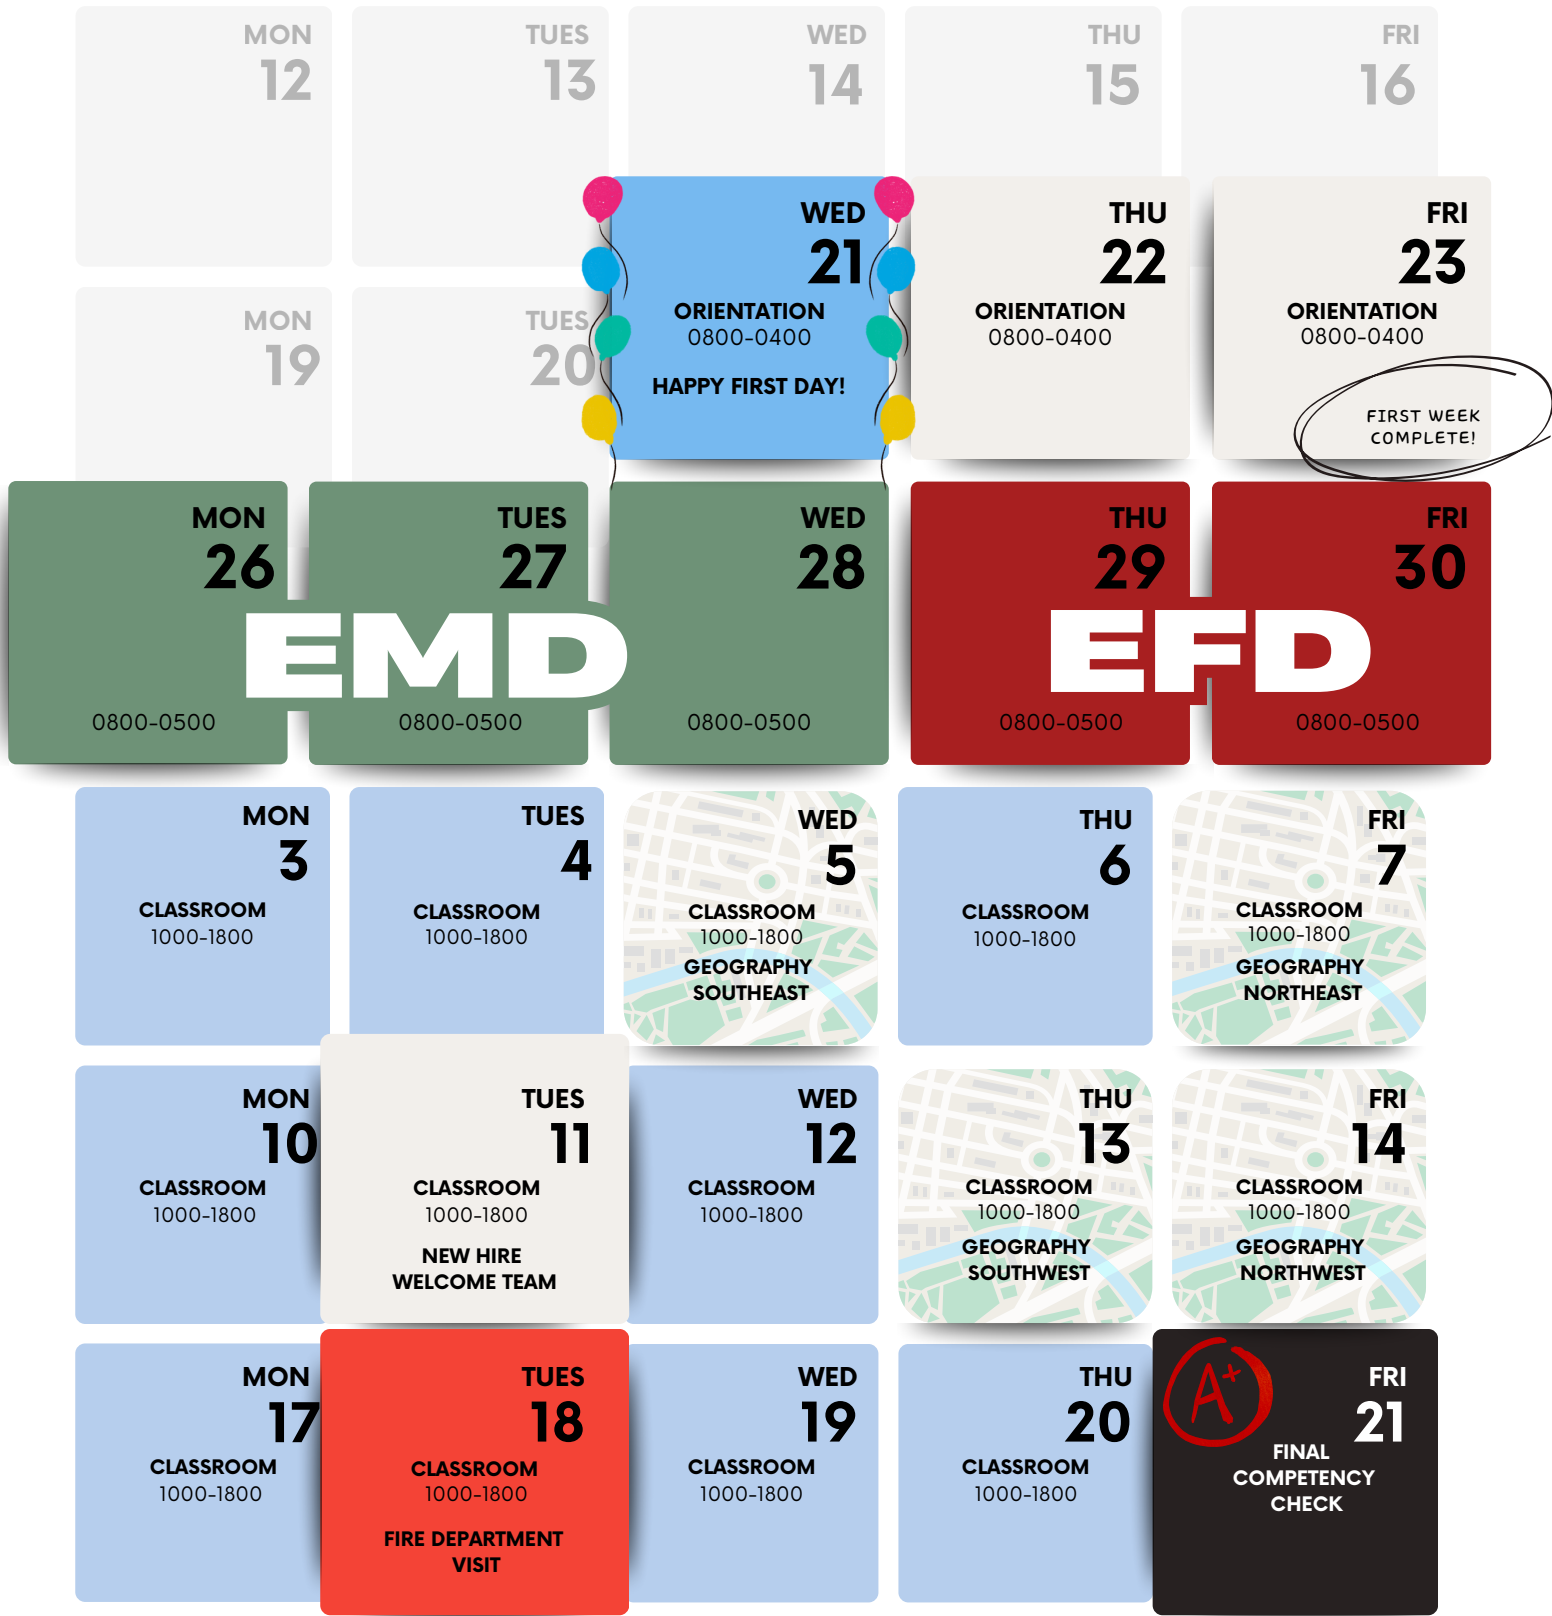 MON
12
TUES
13
WED
14
THU
15
FRI
16
MON
19
TUES
20
WED
21
ORIENTATION
0800-0400
HAPPY FIRST DAY!
THU
22
ORIENTATION
0800-0400
FRI
23
ORIENTATION
0800-0400
FIRST WEEK
COMPLETE!
MON
26
0800-0500
TUES
27
0800-0500
WED
28
0800-0500
EMD
THU
29
0800-0500
FRI
30
0800-0500
EFD
MON
3
CLASSROOM
1000-1800
TUES
4
CLASSROOM
1000-1800
WED
5
CLASSROOM
1000-1800
GEOGRAPHY
SOUTHEAST
THU
6
CLASSROOM
1000-1800
FRI
7
CLASSROOM
1000-1800
GEOGRAPHY
NORTHEAST
MON
10
CLASSROOM
1000-1800
TUES
11
CLASSROOM
1000-1800
NEW HIRE
WELCOME TEAM
WED
12
CLASSROOM
1000-1800
THU
13
CLASSROOM
1000-1800
GEOGRAPHY
SOUTHWEST
FRI
14
CLASSROOM
1000-1800
GEOGRAPHY
NORTHWEST
MON
17
CLASSROOM
1000-1800
TUES
18
CLASSROOM
1000-1800
FIRE DEPARTMENT
VISIT
WED
19
CLASSROOM
1000-1800
THU
20
CLASSROOM
1000-1800
A+
FRI
21
FINAL
COMPETENCY
CHECK